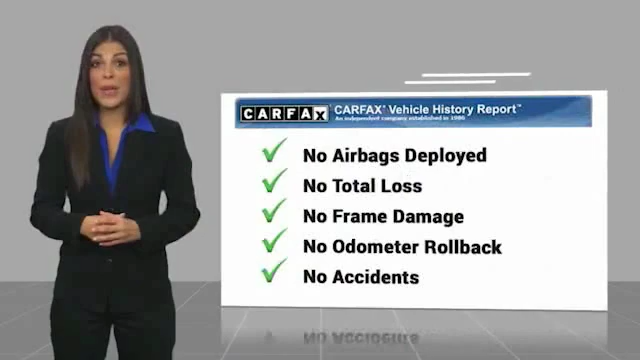 CARFAX CARFAX® Vehicle History Report™
An independent company established in 1986
No Airbags Deployed
No Total Loss
No Frame Damage
No Odometer Rollback
No Accidents